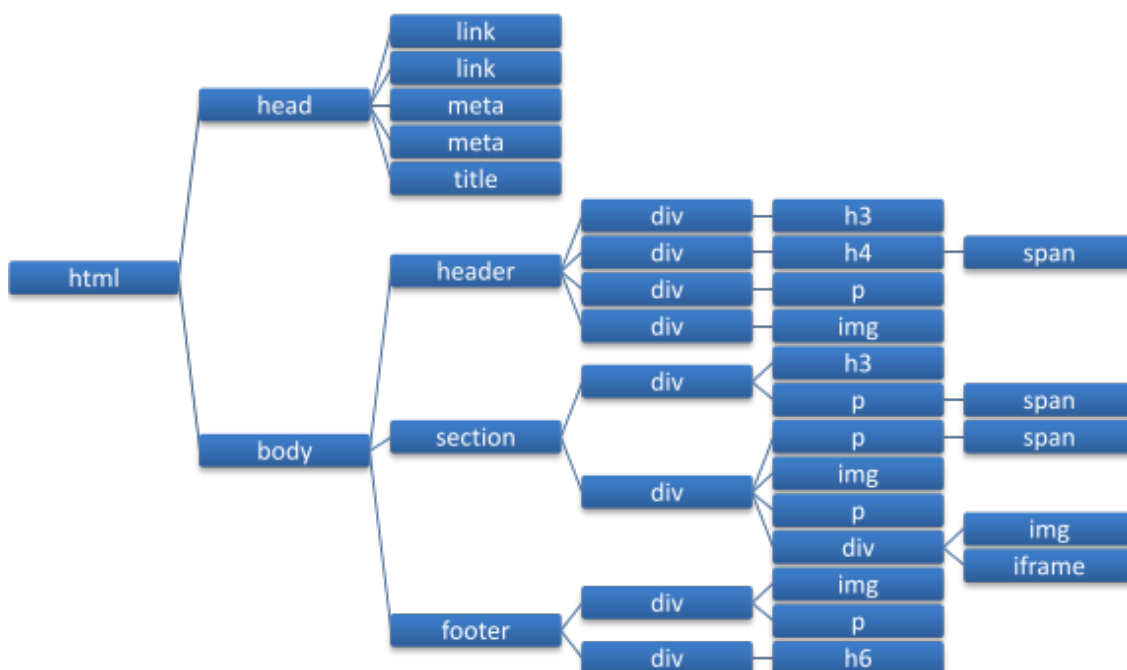 html
head
link
link
meta
meta
title
body
header
div
h3
div
h4
span
div
p
div
img
section
div
h3
p
span
div
p
span
img
p
div
img
iframe
footer
div
img
p
div
h6